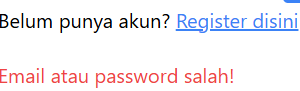 Belum punya akun? Register disini
Email atau password salah!